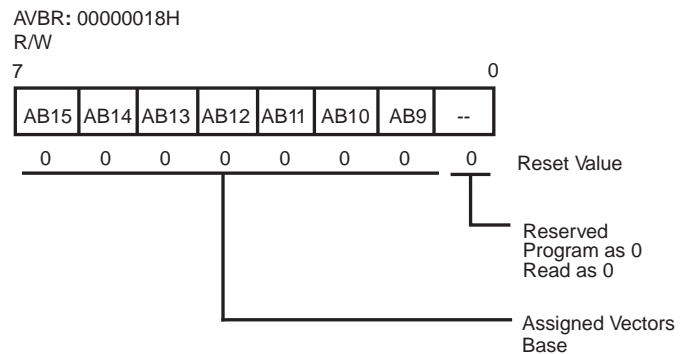 AVBR: 00000018H
R/W
7 0
AB15 AB14 AB13 AB12 AB11 AB10 AB9 --
0 0 0 0 0 0 0 0 Reset Value
Reserved
Program as 0
Read as 0
Assigned Vectors
Base